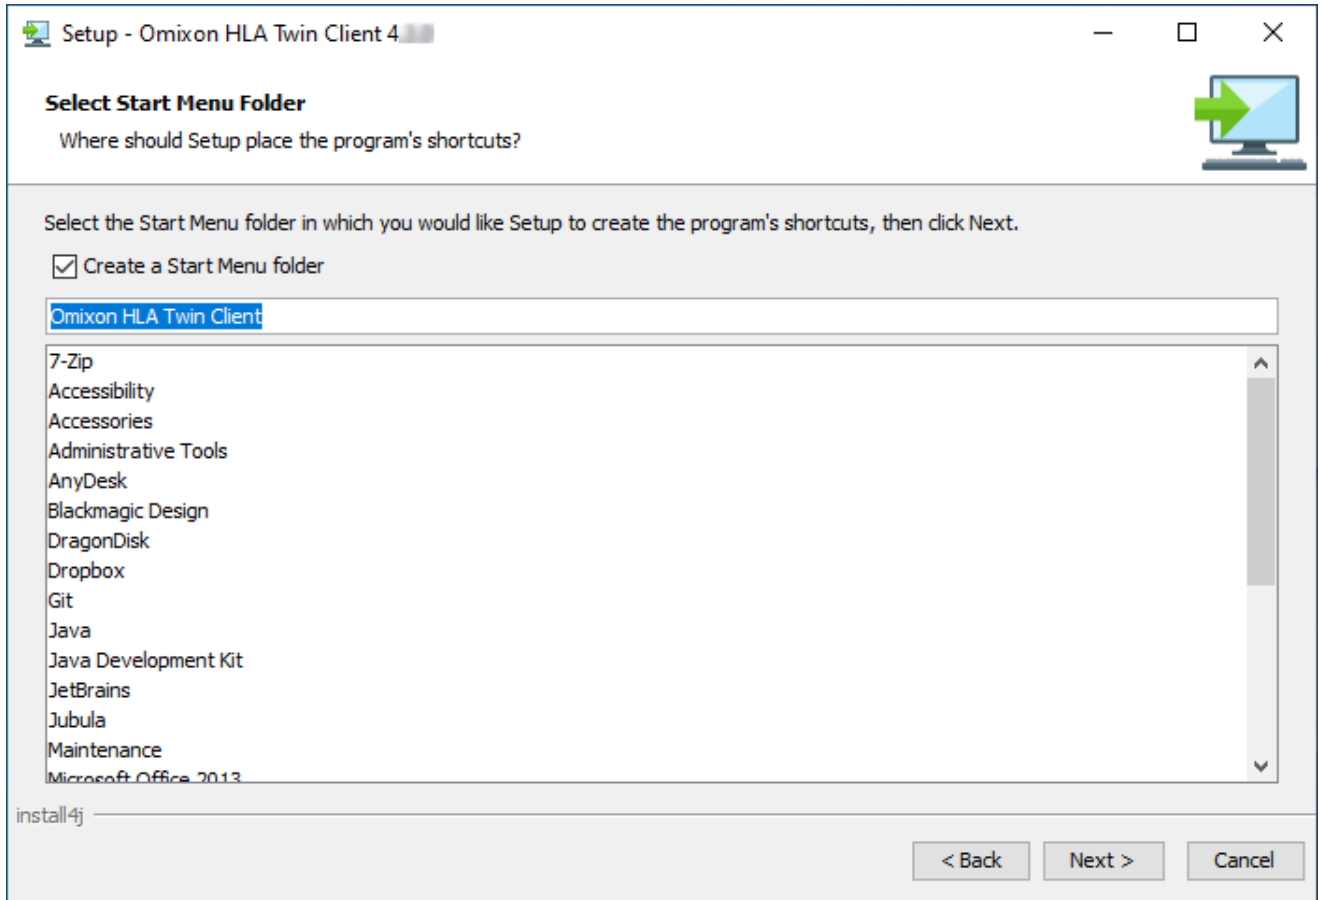 Setup - Omixon HLA Twin Client 4
Select Start Menu Folder
Where should Setup place the program's shortcuts?
Select the Start Menu folder in which you would like Setup to create the program's shortcuts, then click Next.
Create a Start Menu folder
Omixon HLA Twin Client
7-Zip
Accessibility
Accessories
Administrative Tools
AnyDesk
Blackmagic Design
DragonDisk
Dropbox
Git
Java
Java Development Kit
JetBrains
Jubula
Maintenance
Microsoft Office 2013
install4j
< Back Next > Cancel